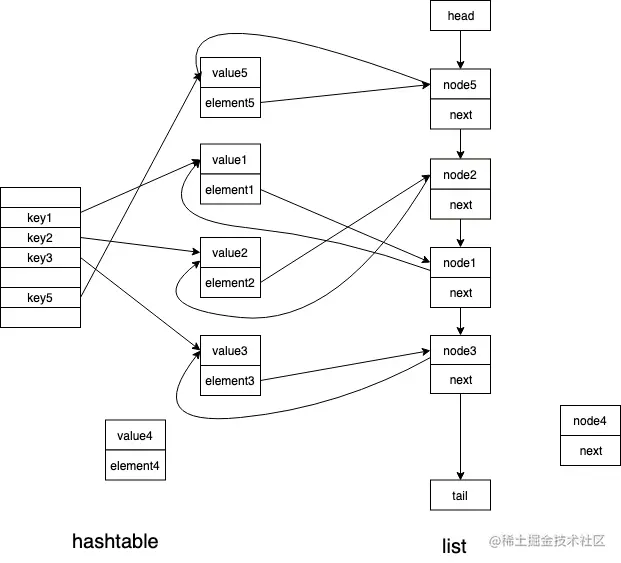 head
value5
element5
node5
next
value1
element1
node2
next
key1
key2
key3
key5
value2
element2
node1
next
value3
element3
node3
next
value4
element4
node4
next
tail
hashtable
list
@稀土掘金技术社区